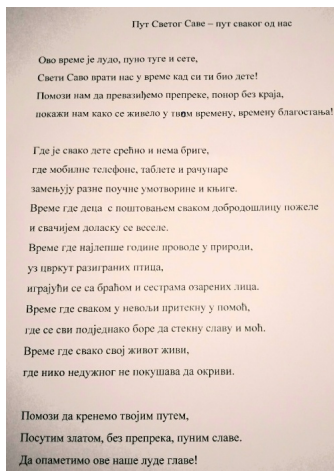 Пут Светог Саве – пут сваког од нас
Ово време је лудо, пуно туге и сете,
Свети Саво врати нас у време кад си ти био дете!
Помози нам да превазиђемо препреке, понор без краја,
покажи нам како се живело у твом времену, времену благостања!
Где је свако дете срећно и нема бриге,
где мобилне телефоне, таблете и рачунаре
замењују разне поучне умотворине и књиге.
Време где деца с поштовањем сваком добродошлицу пожеле
и свачијем доласку се веселе.
Време где најлепше године проводе у природи,
уз цвркут разиграних птица,
играјући се са браћом и сестрама озарених лица.
Време где сваком у невољи притекну у помоћ,
где се сви подједнако боре да стекну славу и моћ.
Време где свако свој живот живи,
где нико недужног не покушава да окриви.
Помози да кренемо твојим путем,
Посутим златом, без препрека, пуним славе.
Да опаметимо ове наше луде главе!